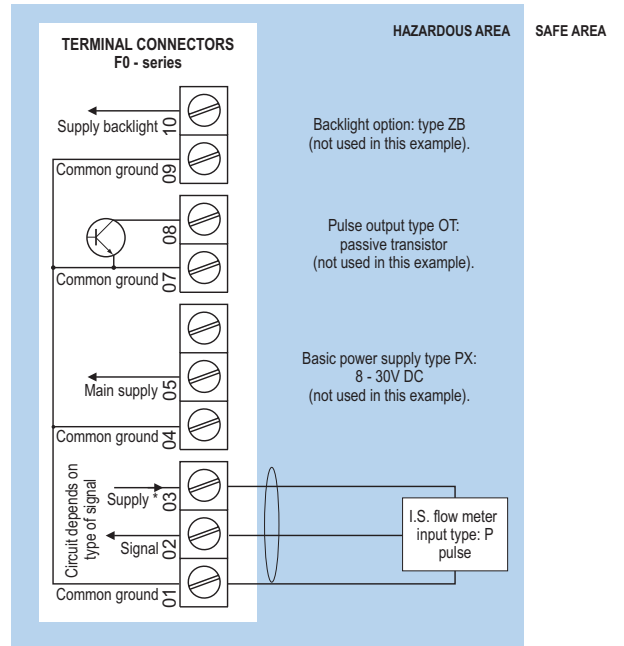 TERMINAL CONNECTORS
F0 - series
HAZARDOUS AREA
SAFE AREA
Supply backlight
10
Backlight option: type ZB
(not used in this example).
Common ground
09
08
Pulse output type OT:
passive transistor
(not used in this example).
Common ground
07
Main supply
05
Basic power supply type PX:
8 - 30V DC
(not used in this example).
Common ground
04
Circuit depends on
type of signal
Supply *
03
Signal
02
Common ground
01
I.S. flow meter
input type: P
pulse